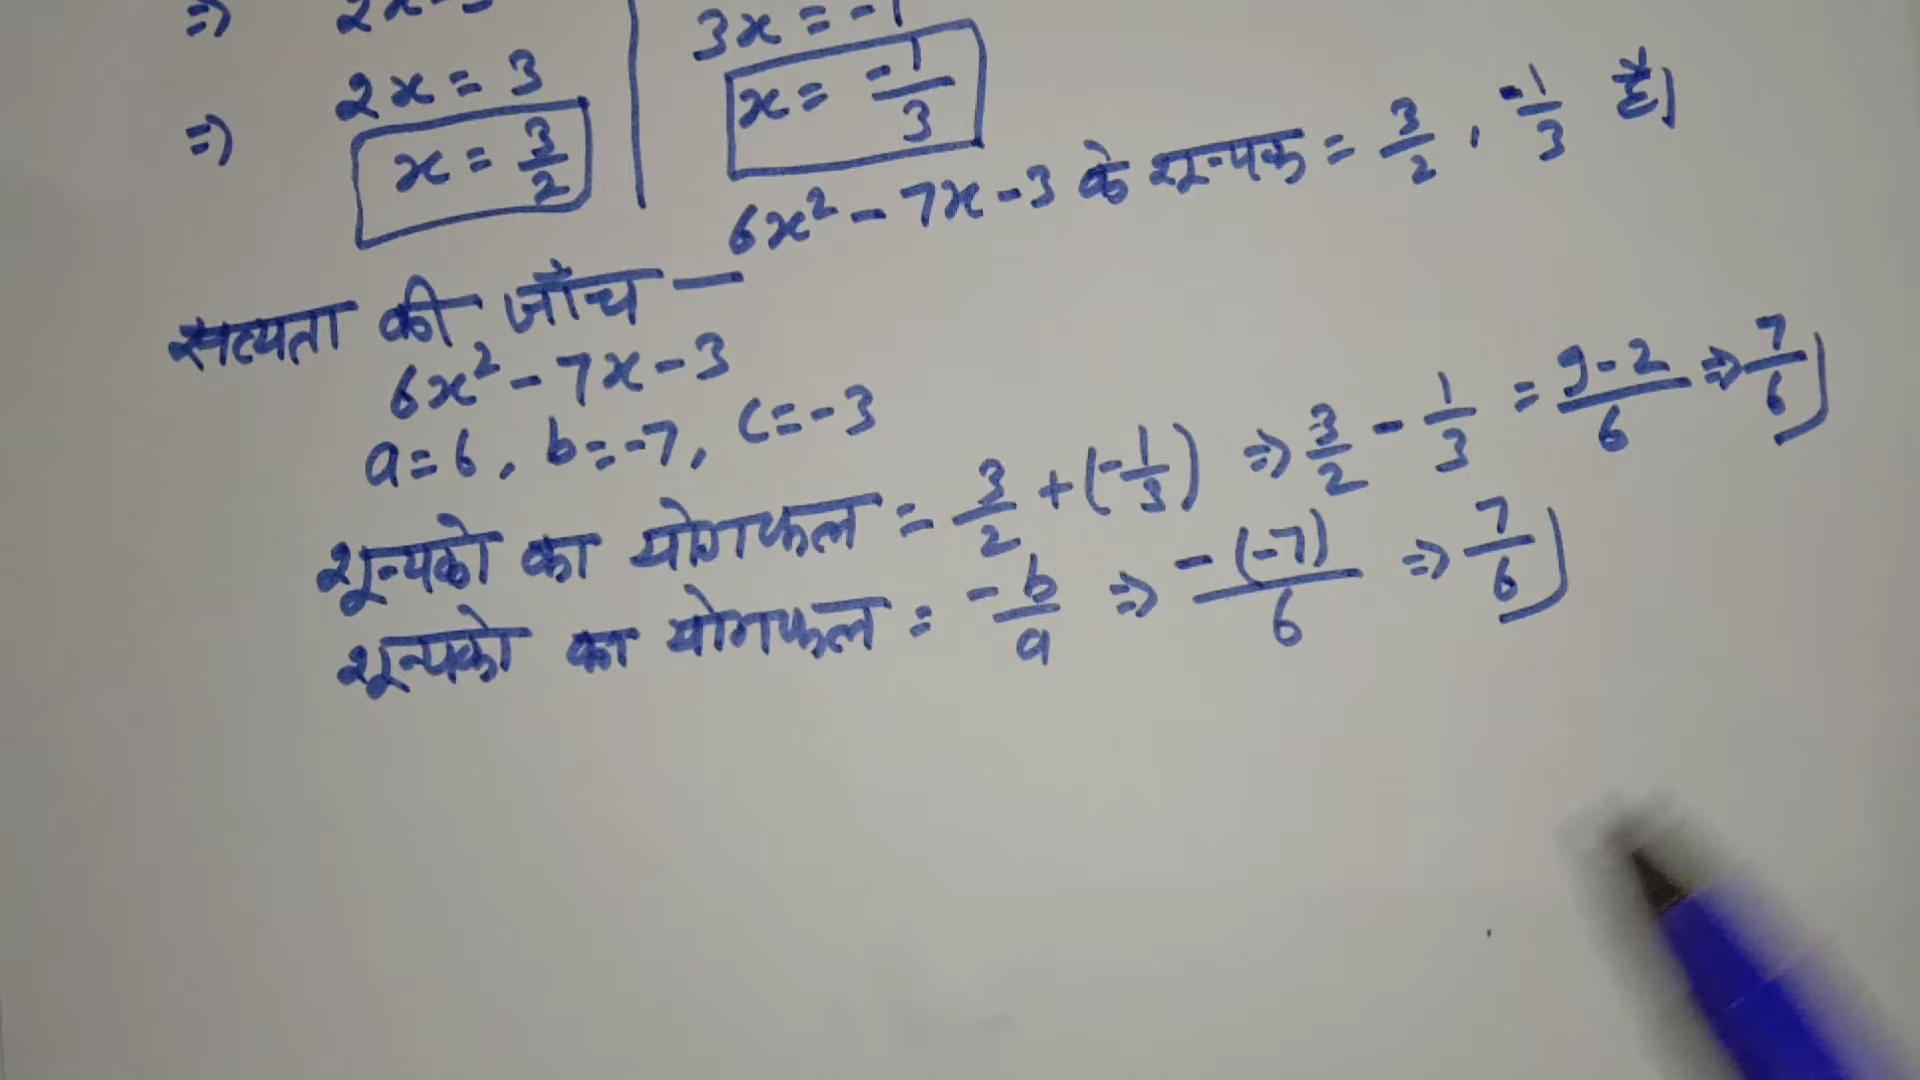 ⇒ 2x-3
3x = -1
⇒ 2x = 3
x = 3/2
x = -1/3
6x² - 7x - 3 के शून्यक = 3/2, -1/3 है।
सत्यता की जाँच —
6x² - 7x - 3
a = 6, b = -7, c = -3
शून्यको का योगफल = 3/2 + (-1/3) ⇒ 3/2 - 1/3 = 9-2/6 ⇒ 7/6
शून्यको का योगफल = -b/a ⇒ -(-7)/6 ⇒ 7/6